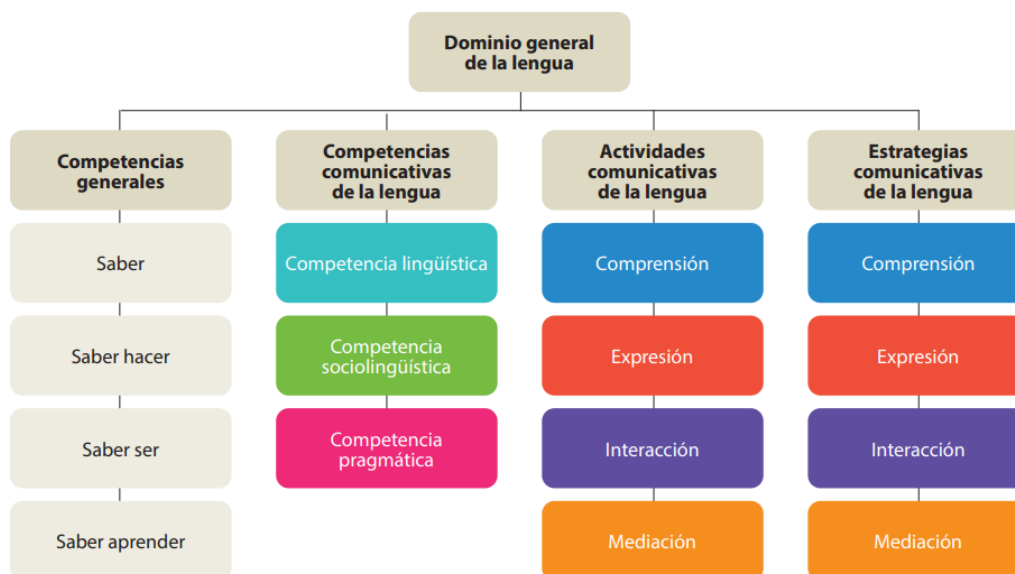 Dominio general
de la lengua
Competencias
generales
Competencias
comunicativas
de la lengua
Actividades
comunicativas
de la lengua
Estrategias
comunicativas
de la lengua
Saber
Competencia lingüística
Comprensión
Comprensión
Saber hacer
Competencia
sociolingüística
Expresión
Expresión
Saber ser
Competencia
pragmática
Interacción
Interacción
Saber aprender
Mediación
Mediación